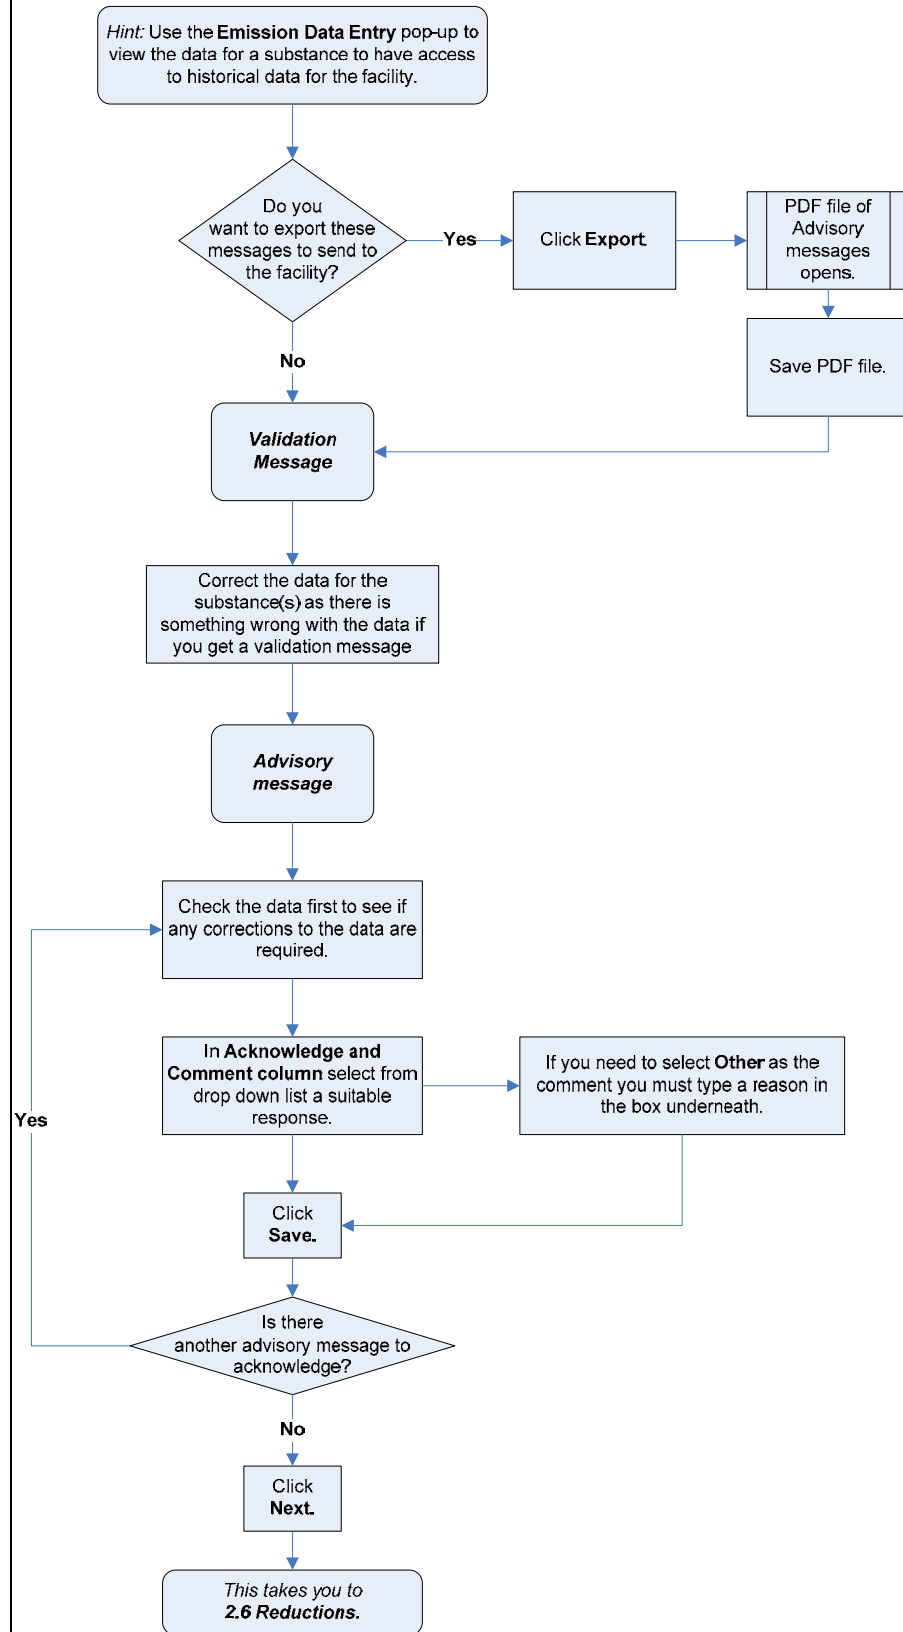 Hint: Use the Emission Data Entry pop-up to
view the data for a substance to have access
to historical data for the facility.
Do you
want to export these
messages to send to
the facility?
Yes
Click Export.
PDF file of
Advisory
messages
opens.
Save PDF file.
No
Validation
Message
Correct the data for the
substance(s) as there is
something wrong with the data if
you get a validation message
Advisory
message
Check the data first to see if
any corrections to the data are
required.
In Acknowledge and
Comment column select from
drop down list a suitable
response.
If you need to select Other as the
comment you must type a reason in
the box underneath.
Yes
Click
Save.
Is there
another advisory message to
acknowledge?
No
Click
Next.
This takes you to
2.6 Reductions.